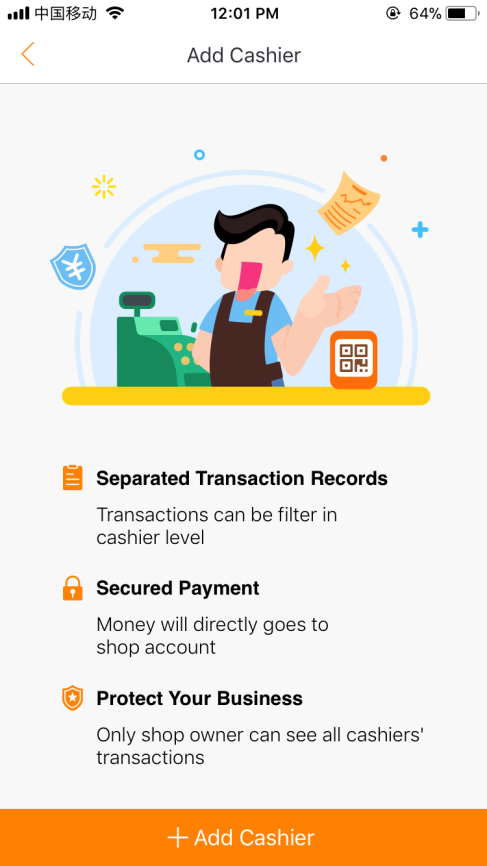 中国移动 12:01 PM 64%
Add Cashier
Separated Transaction Records
Transactions can be filter in
cashier level
Secured Payment
Money will directly goes to
shop account
Protect Your Business
Only shop owner can see all cashiers'
transactions
+ Add Cashier